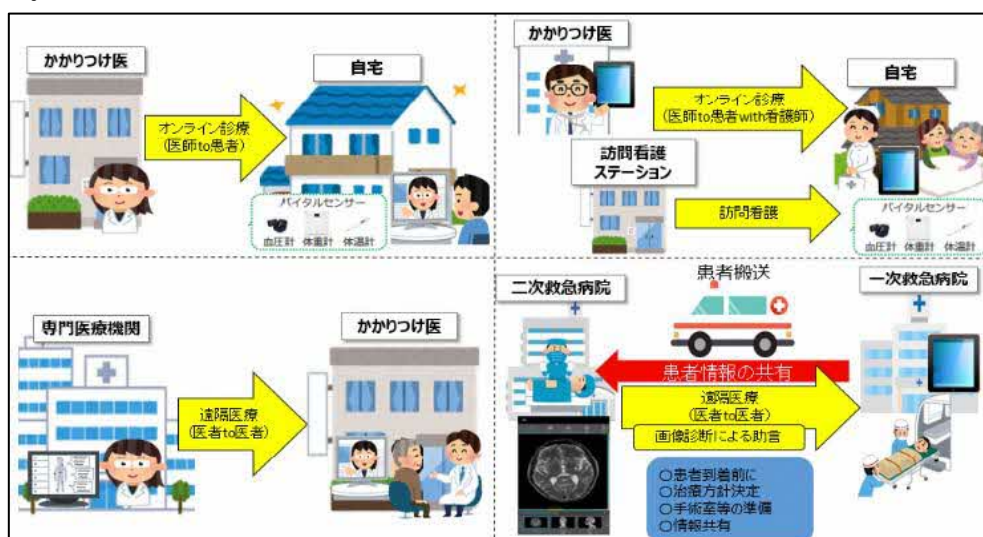 かかりつけ医
自宅
オンライン診療
(医師to患者)
バイタルセンサー
血圧計 体重計 体温計
かかりつけ医
自宅
オンライン診療
(医師to患者with看護師)
訪問看護
ステーション
訪問看護
バイタルセンサー
血圧計 体重計 体温計
専門医療機関
かかりつけ医
遠隔医療
(医者to医者)
患者搬送
二次救急病院
一次救急病院
患者情報の共有
遠隔医療
(医者to医者)
画像診断による助言
○患者到着前に
○治療方針決定
○手術室等の準備
○情報共有